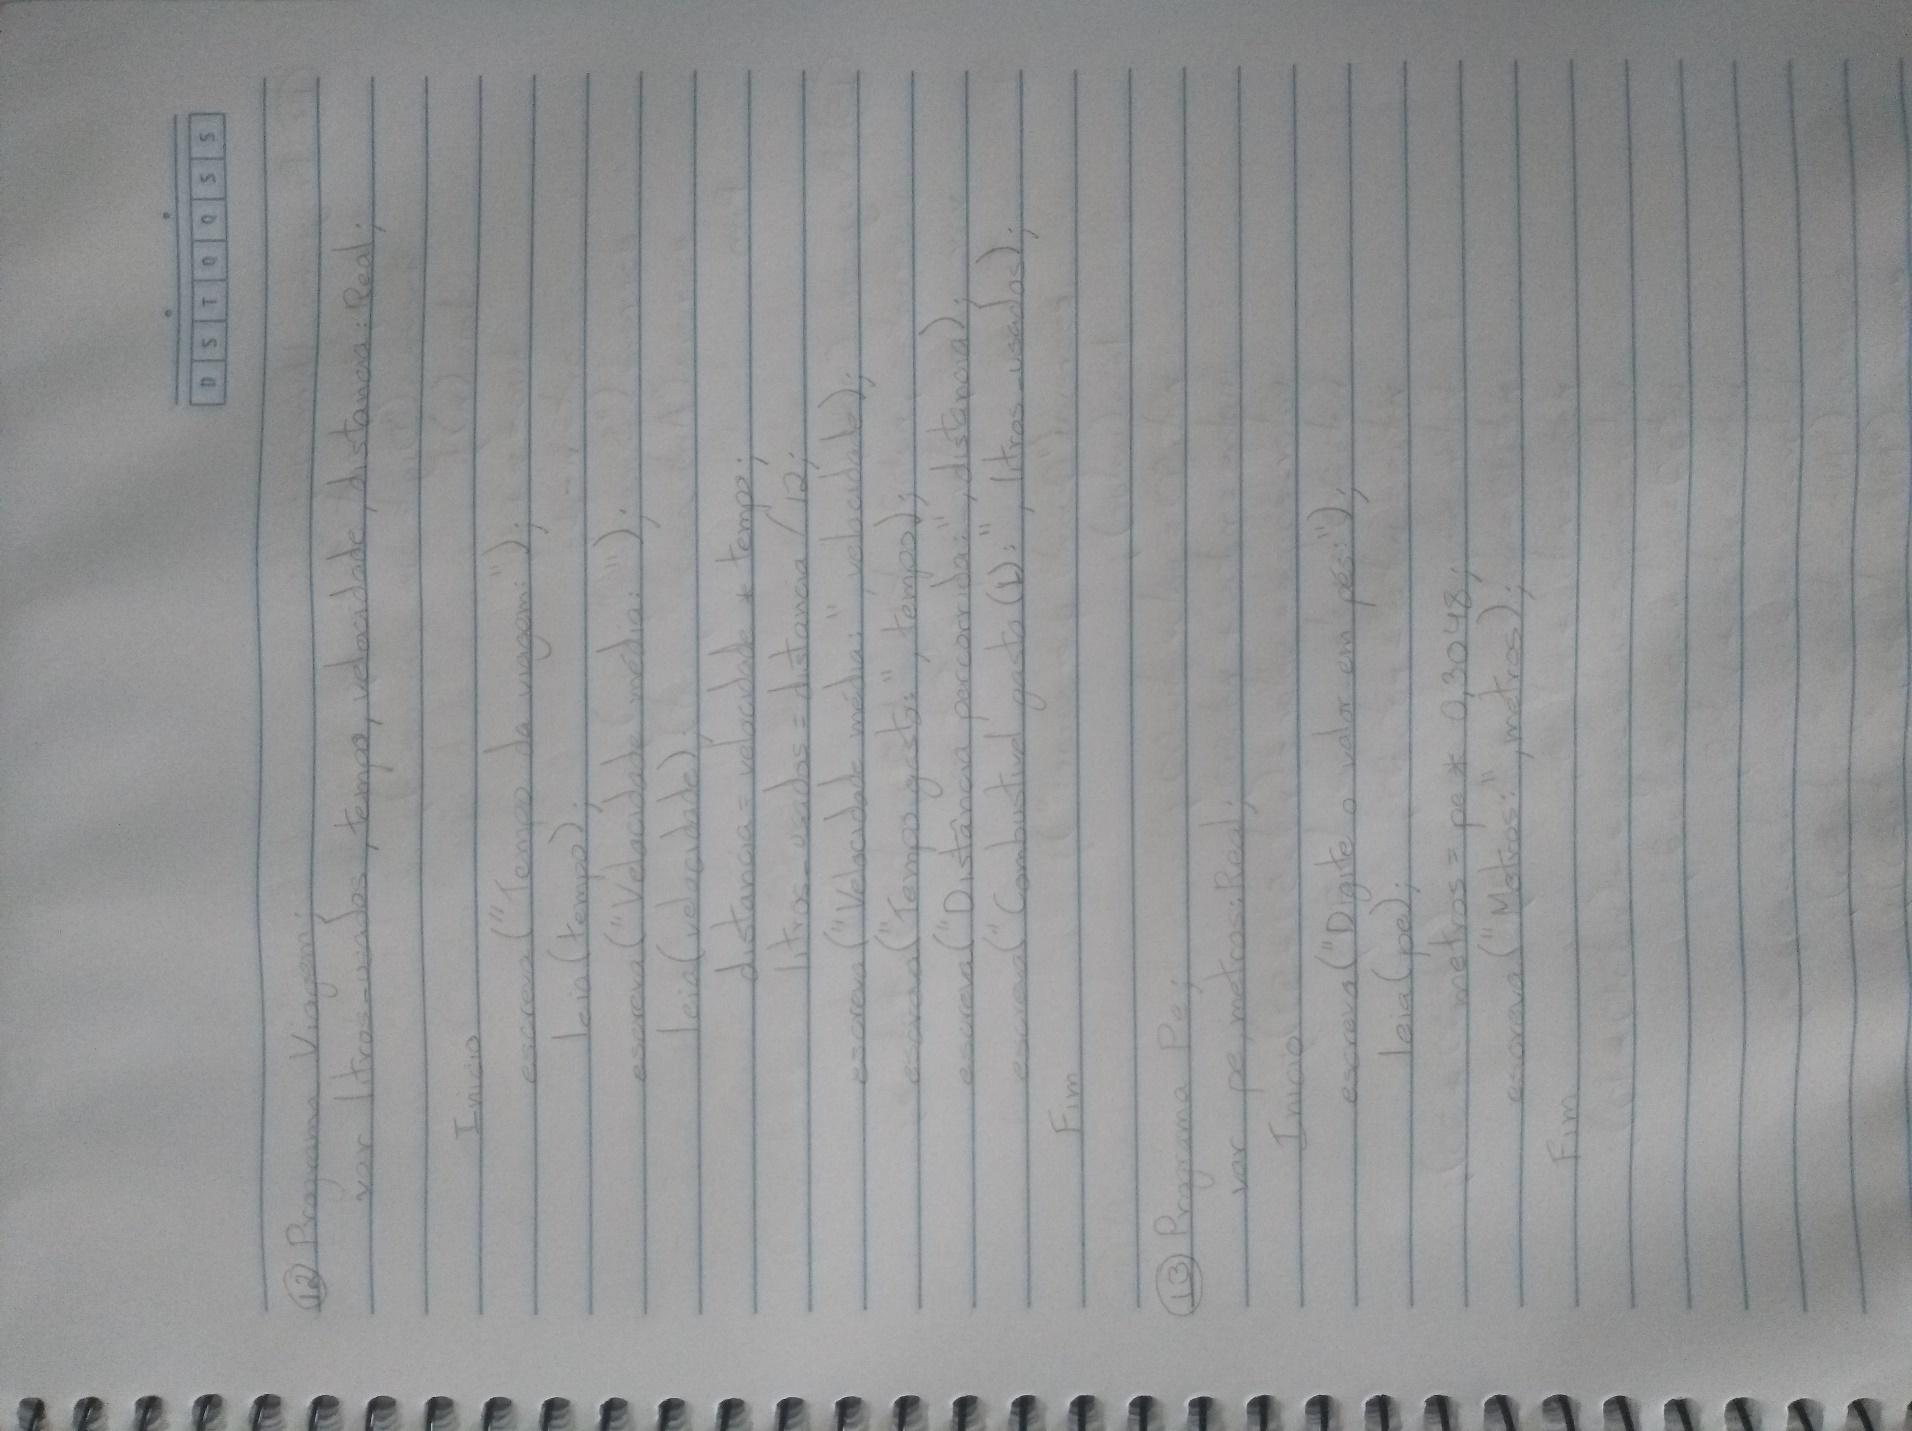 D S T Q Q S S
12 Programa Viagem;
var litros_usados, tempo, velocidade, distancia: Real;
Inicio
escreva("Tempo da viagem: ");
leia(tempo);
escreva("Velocidade média: ");
leia(velocidade);
distancia = velocidade * tempo;
litros_usados = distancia / 12;
escreva("Velocidade média: ", velocidade);
escreva("Tempo gasto: ", tempo);
escreva("Distância percorrida: ", distancia);
escreva("Combustivel gasto (L): ", litros_usados);
Fim
13 Programa Pe;
var pe, metros: Real;
Inicio
escreva("Digite o valor em pés: ");
leia(pe);
metros = pe * 0,3048;
escreva("Metros: ", metros);
Fim